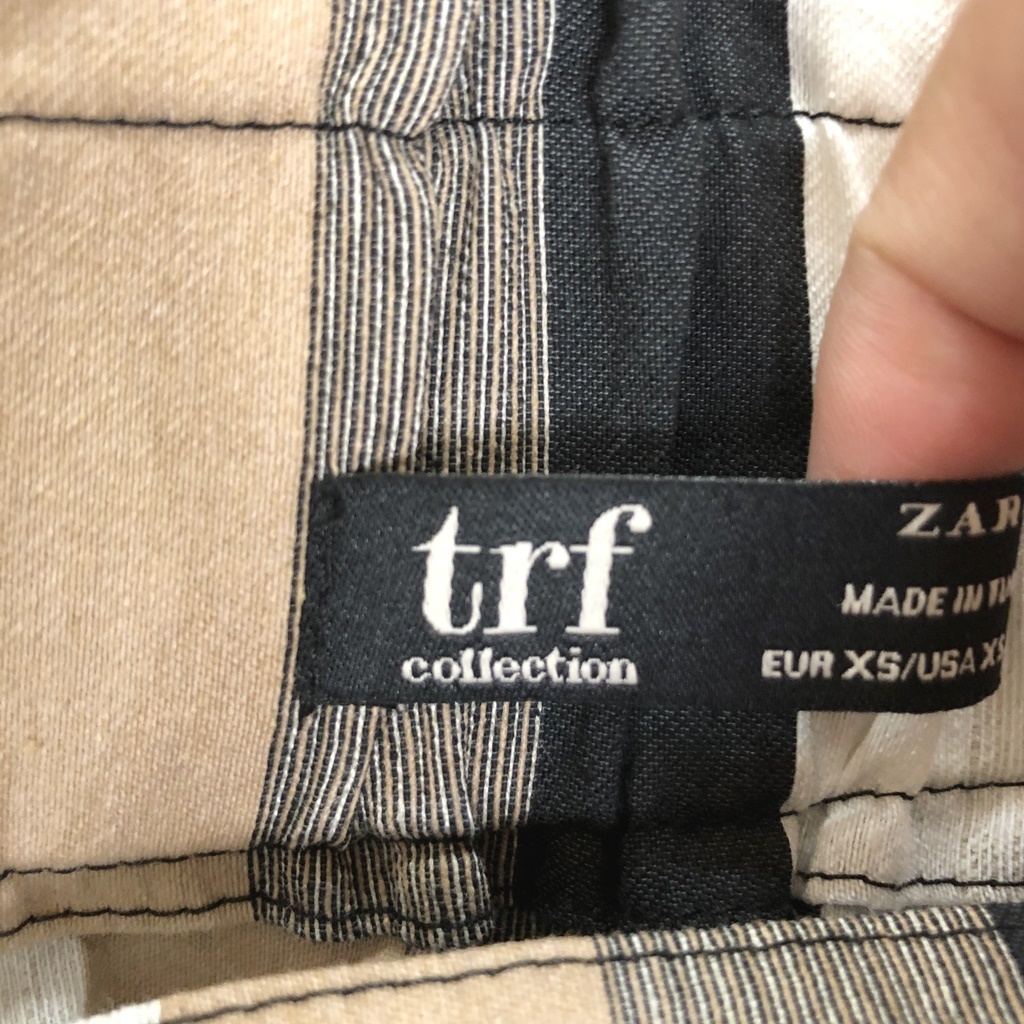 trf
collection
ZAR
MADE IN
EUR XS/USA XS